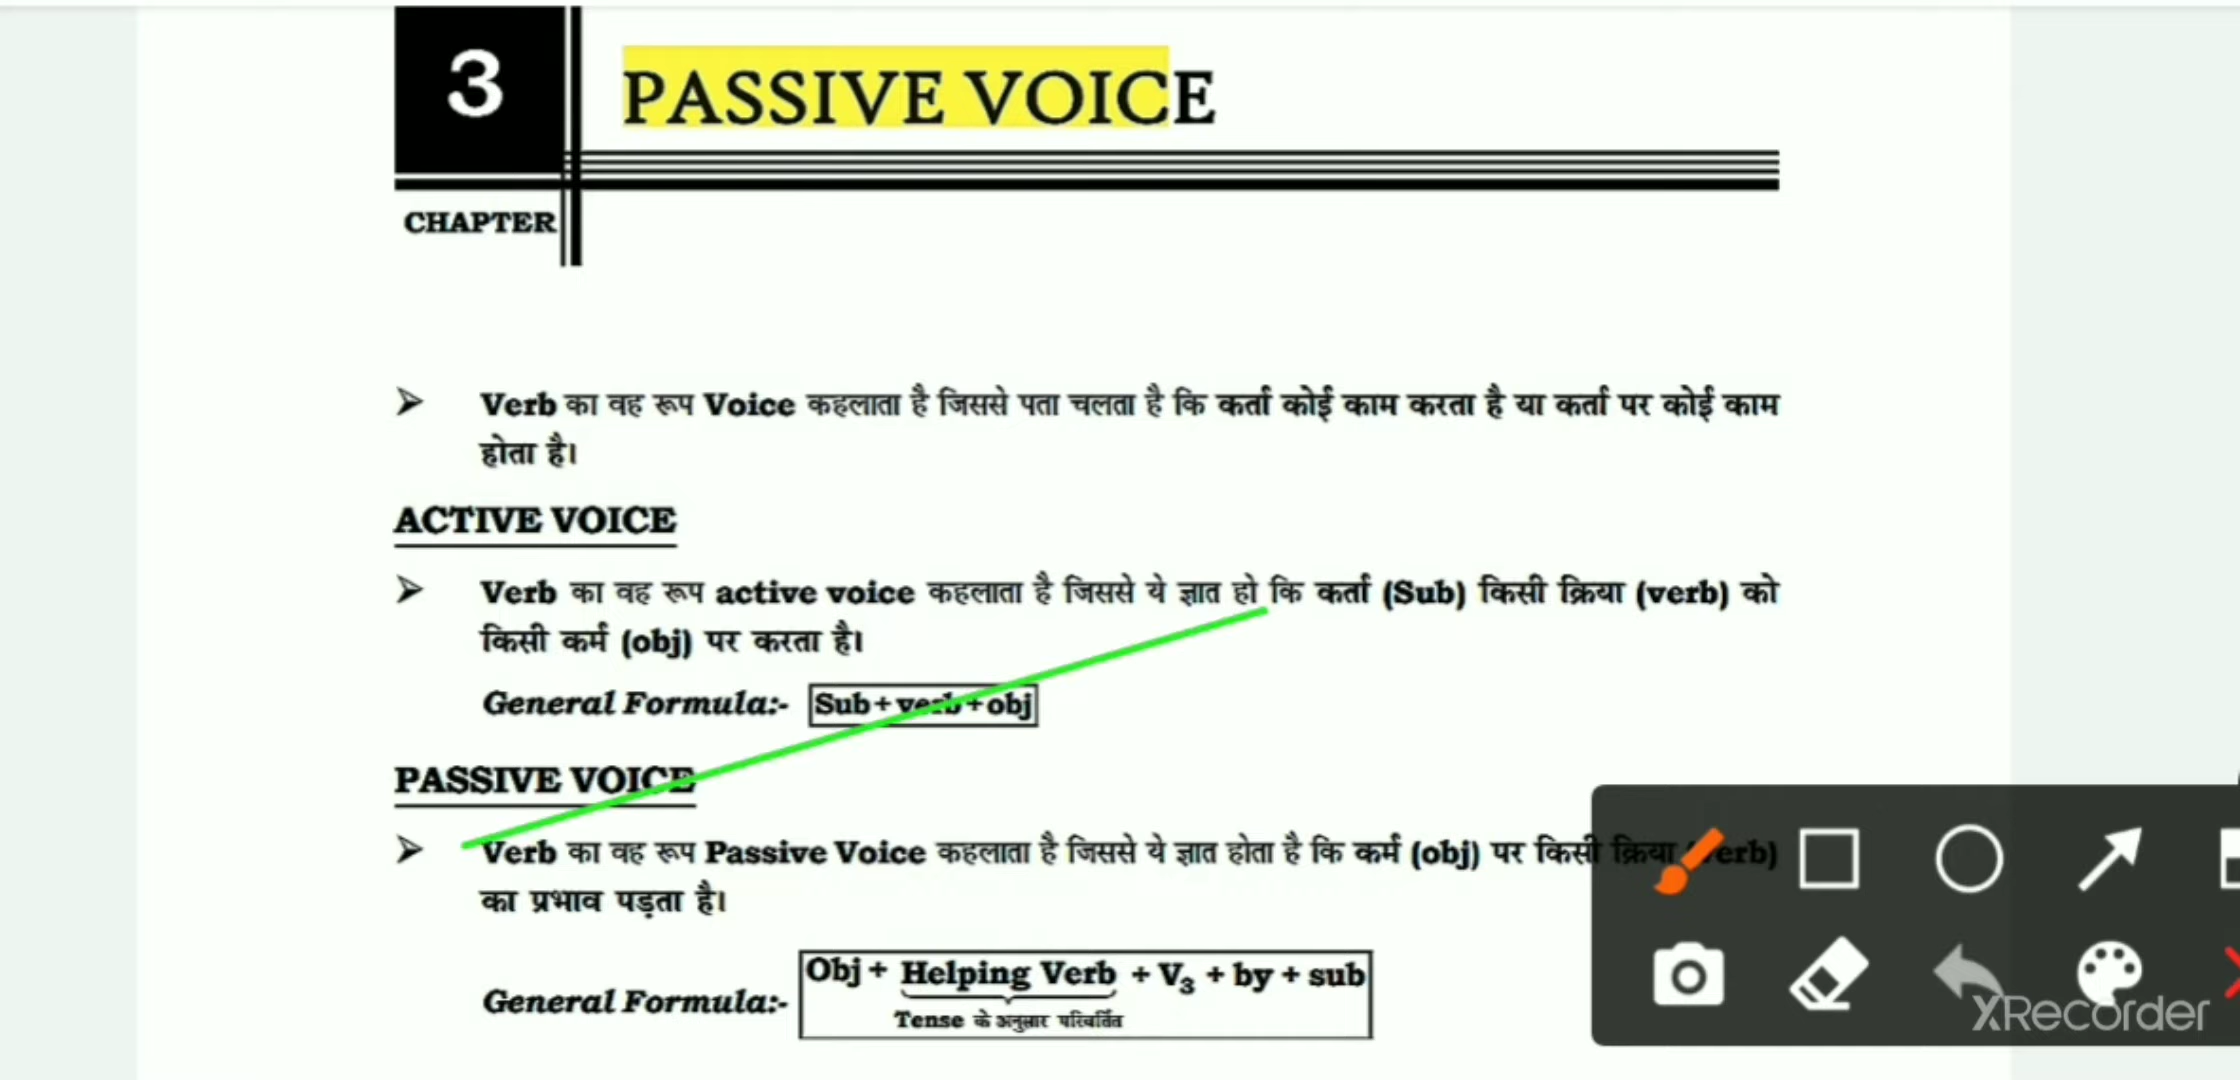 3
PASSIVE VOICE
CHAPTER
➢ Verb का वह रूप Voice कहलाता है जिससे पता चलता है कि कर्ता कोई काम करता है या कर्ता पर कोई काम
होता है।
ACTIVE VOICE
➢ Verb का वह रूप active voice कहलाता है जिससे ये ज्ञात हो कि कर्ता (Sub) किसी क्रिया (verb) को
किसी कर्म (obj) पर करता है।
General Formula:- Sub+verb+obj
PASSIVE VOICE
➢ Verb का वह रूप Passive Voice कहलाता है जिससे ये ज्ञात होता है कि कर्म (obj) पर किसी क्रिया (verb)
का प्रभाव पड़ता है।
General Formula:- Obj + Helping Verb + V₃ + by + sub
Tense के अनुसार परिवर्तित
XRecorder